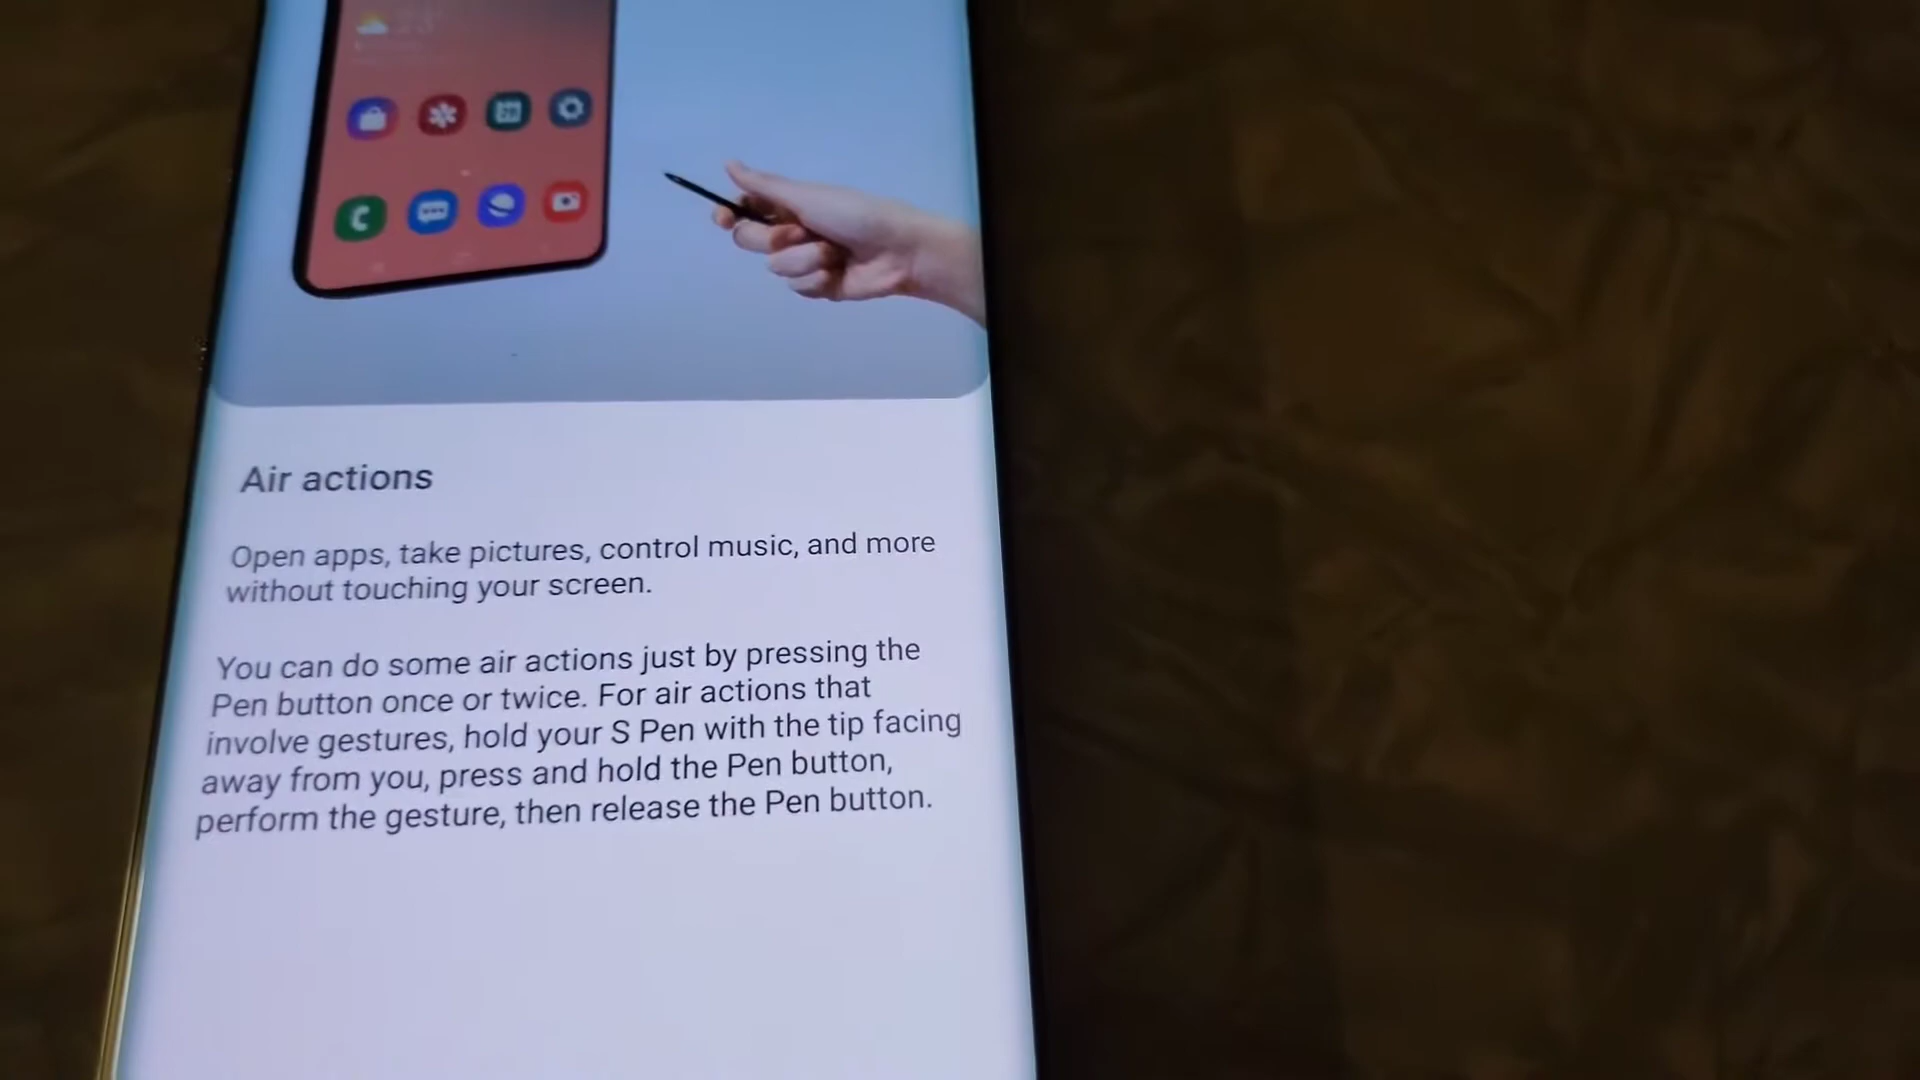 Air actions
Open apps, take pictures, control music, and more
without touching your screen.
You can do some air actions just by pressing the
Pen button once or twice. For air actions that
involve gestures, hold your S Pen with the tip facing
away from you, press and hold the Pen button,
perform the gesture, then release the Pen button.